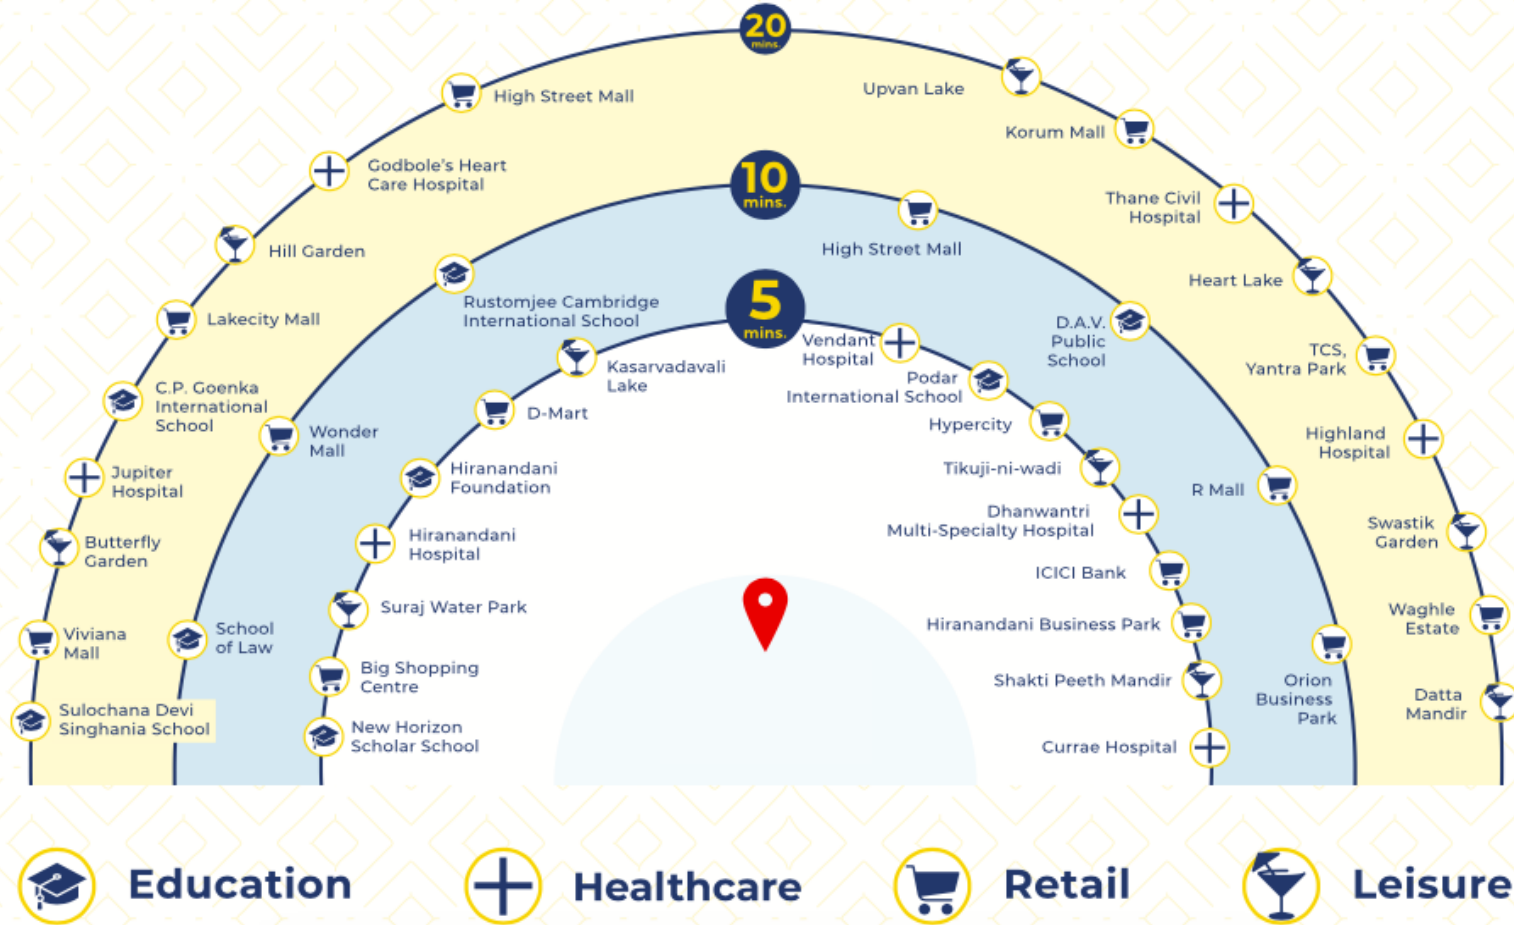 20
mins.
High Street Mall
Godbole's Heart
Care Hospital
Hill Garden
Lakecity Mall
C.P. Goenka
International
School
Jupiter
Hospital
Butterfly
Garden
Viviana
Mall
Sulochana Devi
Singhania School
Upvan Lake
Korum Mall
Thane Civil
Hospital
Heart Lake
TCS,
Yantra Park
Highland
Hospital
Swastik
Garden
Waghle
Estate
Datta
Mandir
10
mins.
Rustomjee Cambridge
International School
Wonder
Mall
School
of Law
High Street Mall
D.A.V.
Public
School
R Mall
Orion
Business
Park
5
mins.
Kasarvadavali
Lake
D-Mart
Hiranandani
Foundation
Hiranandani
Hospital
Suraj Water Park
Big Shopping
Centre
New Horizon
Scholar School
Vendant
Hospital
Podar
International School
Hypercity
Tikuji-ni-wadi
Dhanwantri
Multi-Specialty Hospital
ICICI Bank
Hiranandani Business Park
Shakti Peeth Mandir
Currae Hospital
Education
Healthcare
Retail
Leisure